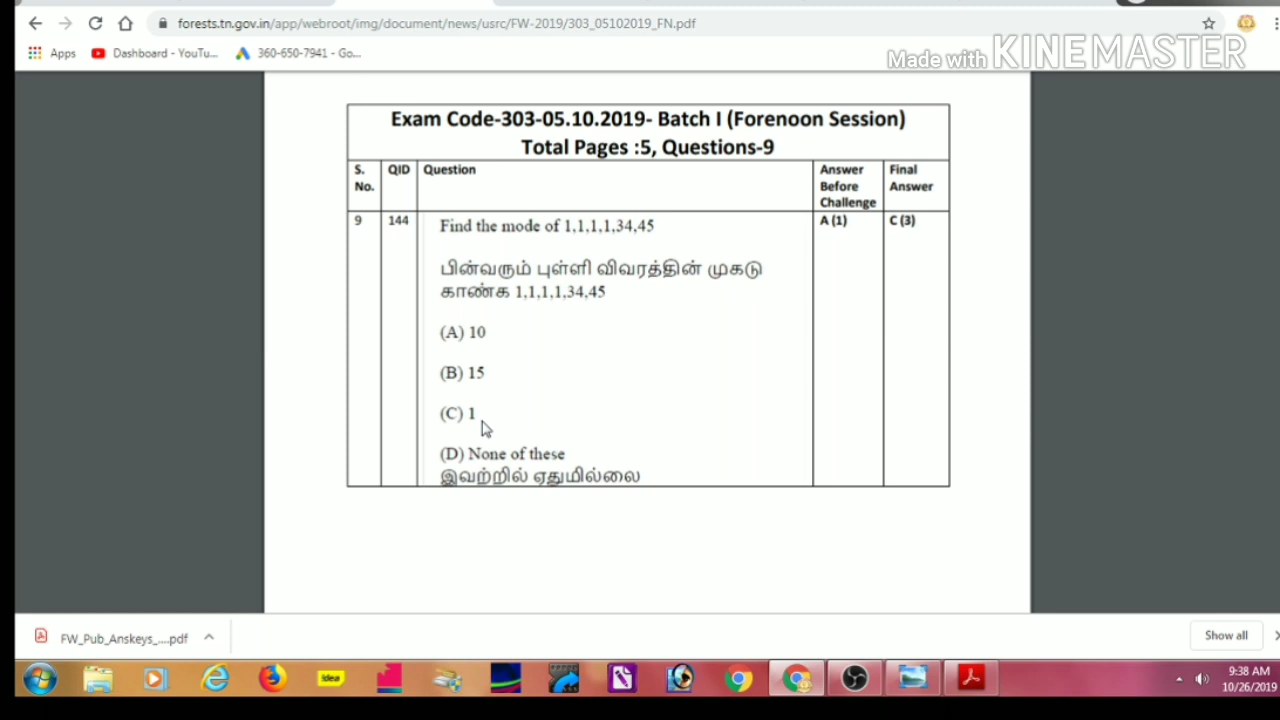 forests.tn.gov.in/app/webroot/img/document/news/usrc/FW-2019/303_05102019_FN.pdf
Apps Dashboard - YouTu... 360-650-7941 - Go...
Made with KINEMASTER
Exam Code-303-05.10.2019- Batch I (Forenoon Session)
Total Pages :5, Questions-9
S. No. QID Question Answer Before Challenge Final Answer
9 144 Find the mode of 1,1,1,1,34,45 A (1) C (3)
பின்வரும் புள்ளி விவரத்தின் முகடு
காண்க 1,1,1,1,34,45
(A) 10
(B) 15
(C) 1
(D) None of these
இவற்றில் ஏதுமில்லை
FW_Pub_Anskeys_....pdf Show all
idea
9:38 AM
10/26/2019